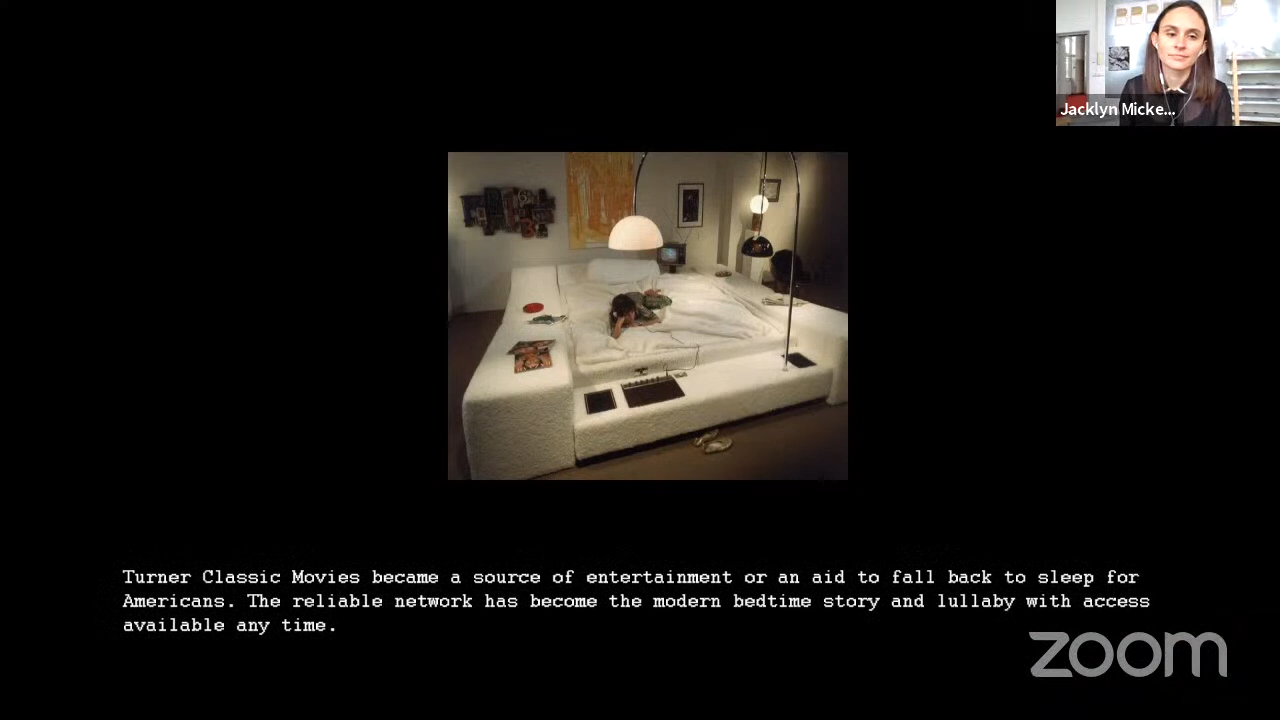 Jacklyn Micke...
Turner Classic Movies became a source of entertainment or an aid to fall back to sleep for
Americans. The reliable network has become the modern bedtime story and lullaby with access
available any time.
zoom